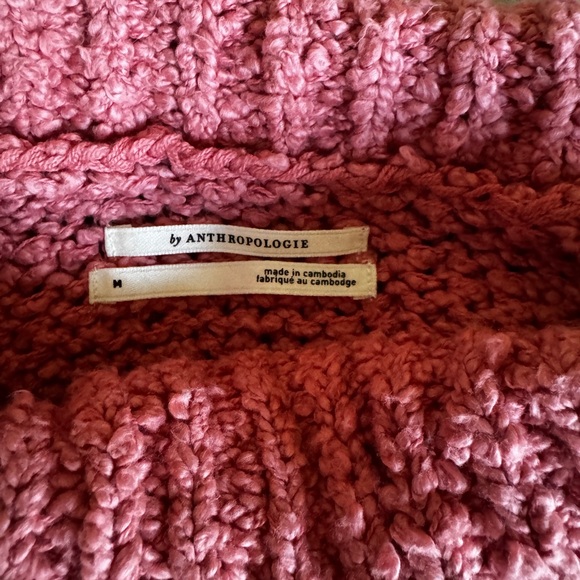 by ANTHROPOLOGIE
M
made in cambodia
fabriqué au cambodge